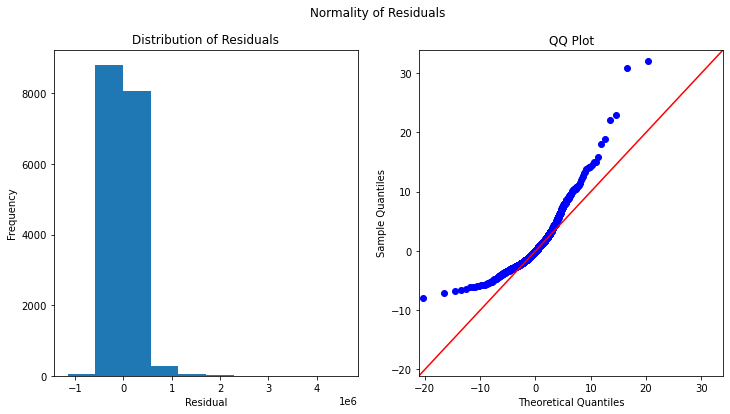 Normality of Residuals
Distribution of Residuals
Frequency
8000
6000
4000
2000
0
−1 0 1 2 3 4
1e6
Residual
QQ Plot
Sample Quantiles
30
20
10
0
−10
−20
−20 −10 0 10 20 30
Theoretical Quantiles